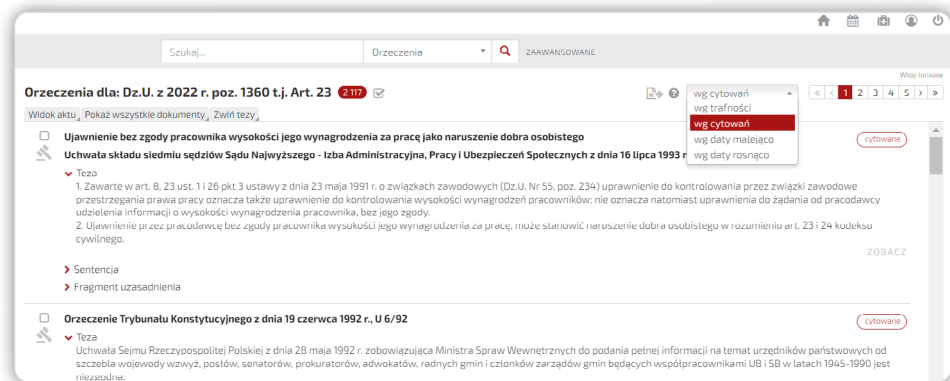 Szukaj...
Orzeczenia
ZAAWANSOWANE
Witaj lorivase
Orzeczenia dla: Dz.U. z 2022 r. poz. 1360 t.j. Art. 23
2 117
wg cytowań
« < 1 2 3 4 5 > »
wg trafności
wg cytowań
wg daty malejąco
wg daty rosnąco
Widok aktu Pokaż wszystkie dokumenty Zwiń tezy
Ujawnienie bez zgody pracownika wysokości jego wynagrodzenia za pracę jako naruszenie dobra osobistego
cytowane
Uchwała składu siedmiu sędziów Sądu Najwyższego - Izba Administracyjna, Pracy i Ubezpieczeń Społecznych z dnia 16 lipca 1993 r
Teza
1. Zawarte w art. 8, 23 ust. 1 i 26 pkt 3 ustawy z dnia 23 maja 1991 r. o związkach zawodowych (Dz.U. Nr 55, poz. 234) uprawnienie do kontrolowania przez związki zawodowe
przestrzegania prawa pracy oznacza także uprawnienie do kontrolowania wysokości wynagrodzeń pracowników; nie oznacza natomiast uprawnienia do żądania od pracodawcy
udzielenia informacji o wysokości wynagrodzenia pracownika, bez jego zgody.
2. Ujawnienie przez pracodawcę bez zgody pracownika wysokości jego wynagrodzenia za pracę, może stanowić naruszenie dobra osobistego w rozumieniu art. 23 i 24 kodeksu
cywilnego.
ZOBACZ
Sentencja
Fragment uzasadnienia
Orzeczenie Trybunału Konstytucyjnego z dnia 19 czerwca 1992 r., U 6/92
cytowane
Teza
Uchwała Sejmu Rzeczypospolitej Polskiej z dnia 28 maja 1992 r. zobowiązująca Ministra Spraw Wewnętrznych do podania pełnej informacji na temat urzędników państwowych od
szczebla wojewody wzwyż, posłów, senatorów, prokuratorów, adwokatów, radnych gmin i członków zarządów gmin będących współpracownikami UB i SB w latach 1945-1990 jest
niezgodna: